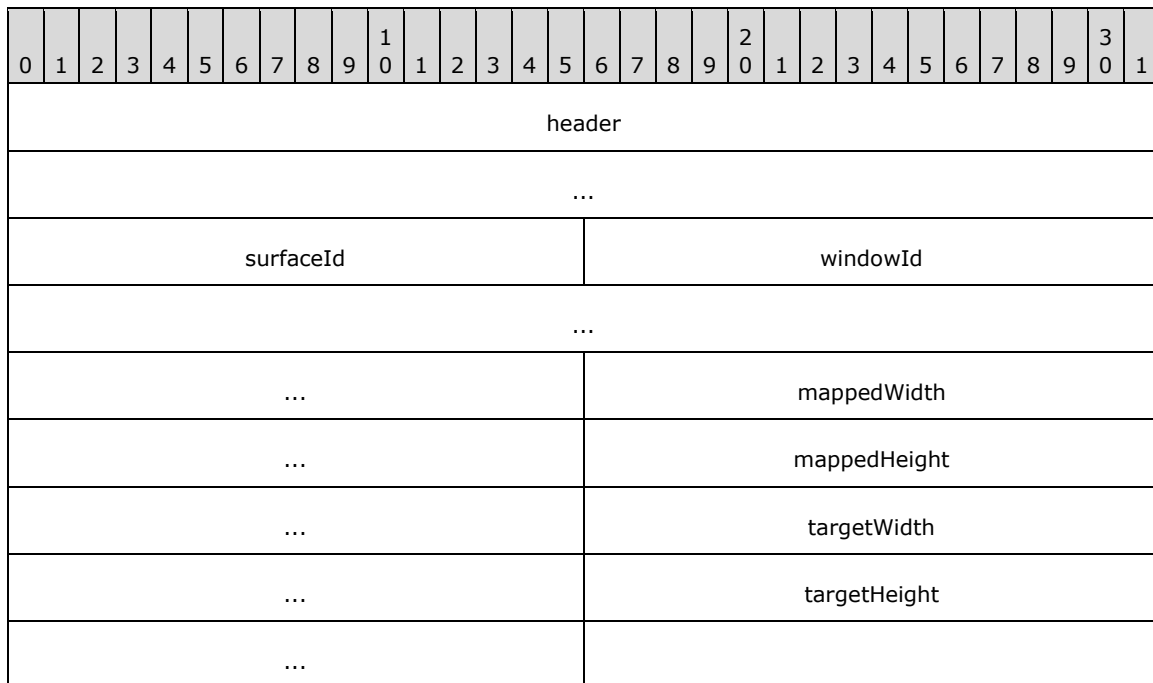 1 2 3
0 1 2 3 4 5 6 7 8 9 0 1 2 3 4 5 6 7 8 9 0 1 2 3 4 5 6 7 8 9 0 1
header
...
surfaceId windowId
...
... mappedWidth
... mappedHeight
... targetWidth
... targetHeight
...